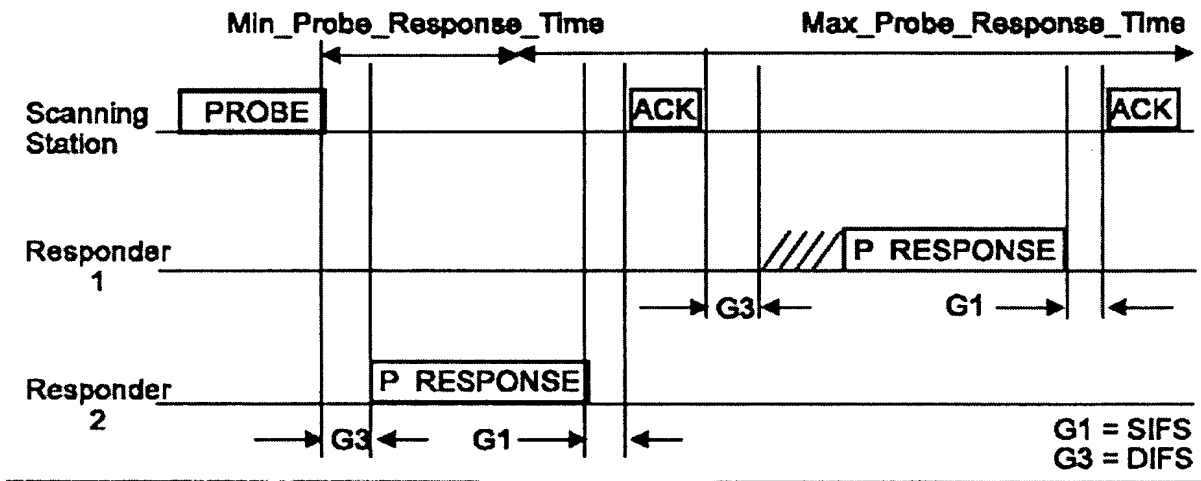 Min_Probe_Response_Time
Max_Probe_Response_Time
Scanning
Station
PROBE
ACK
ACK
Responder
1
P RESPONSE
G3
G1
Responder
2
P RESPONSE
G3
G1
G1 = SIFS
G3 = DIFS